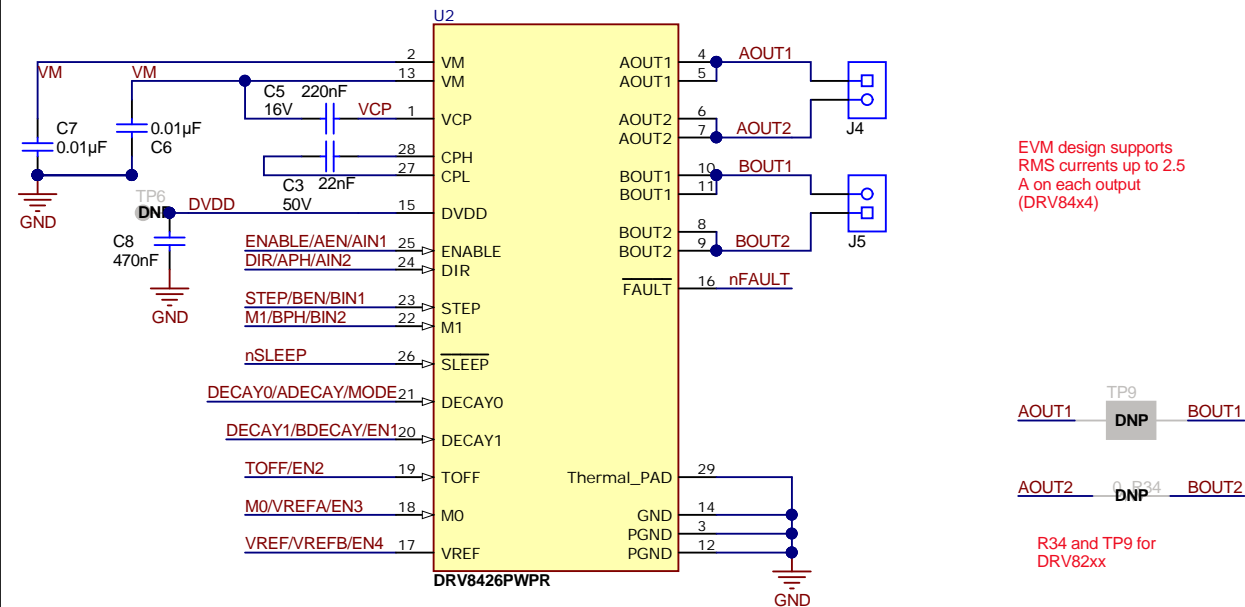 U2
2 VM AOUT1 4 AOUT1
VM VM 13 VM AOUT1 5
C5 220nF
16V VCP 1 VCP AOUT2 6
C7 0.01µF AOUT2 7 AOUT2 J4
0.01µF C6
28 CPH
27 CPL BOUT1 10 BOUT1
C3 22nF BOUT1 11
50V
GND
TP6
DNP DVDD 15 DVDD BOUT2 8
BOUT2 9 BOUT2 J5
C8
470nF
GND
ENABLE/AEN/AIN1 25 ENABLE
DIR/APH/AIN2 24 DIR
FAULT 16 nFAULT
STEP/BEN/BIN1 23 STEP
M1/BPH/BIN2 22 M1
nSLEEP 26 SLEEP
DECAY0/ADECAY/MODE 21 DECAY0
DECAY1/BDECAY/EN1 20 DECAY1
TOFF/EN2 19 TOFF Thermal_PAD 29
M0/VREFA/EN3 18 M0 GND 14
PGND 3
VREF/VREFB/EN4 17 VREF PGND 12
DRV8426PWPR
GND
EVM design supports
RMS currents up to 2.5
A on each output
(DRV84x4)
TP9
AOUT1 DNP BOUT1
AOUT2 0 R34 DNP BOUT2
R34 and TP9 for
DRV82xx